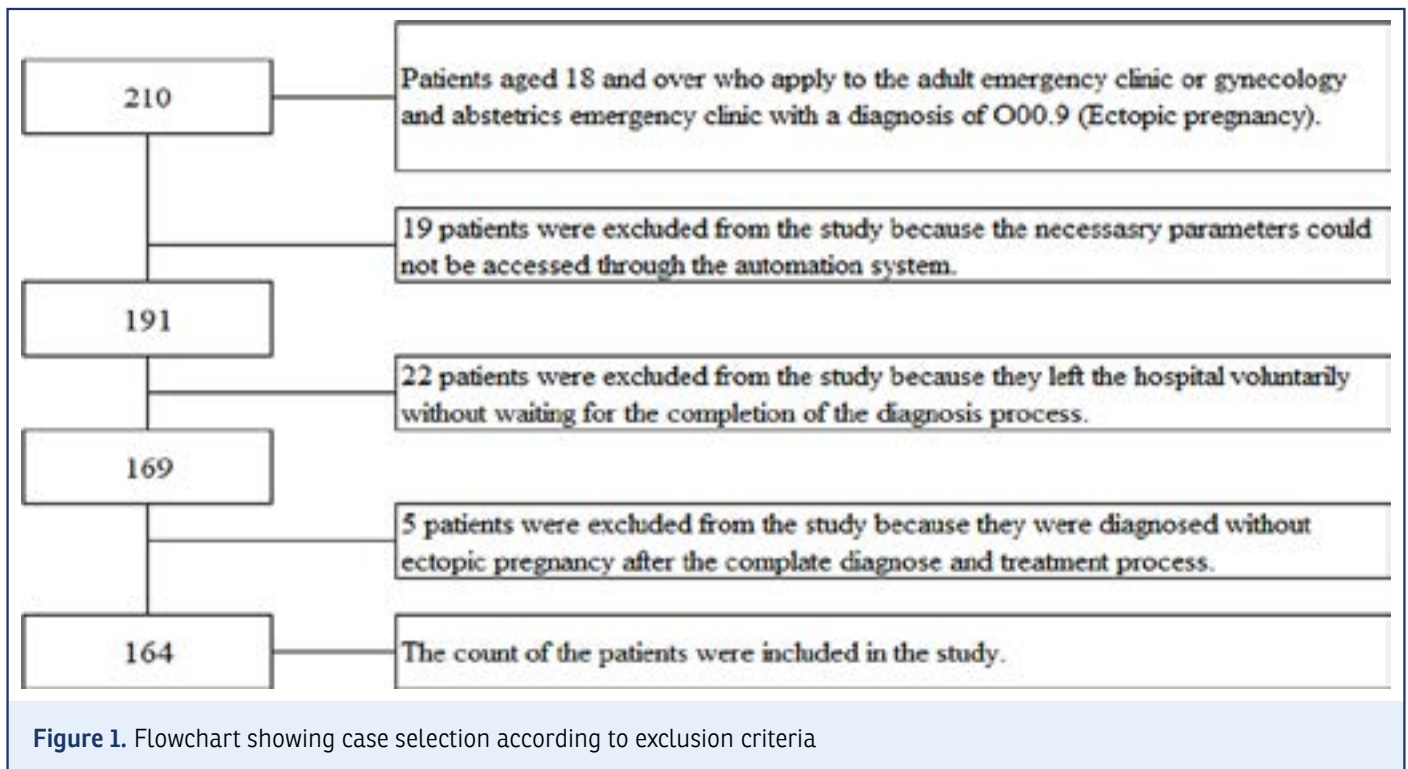 210
Patients aged 18 and over who apply to the adult emergency clinic or gynecology
and abstetrics emergency clinic with a diagnosis of O00.9 (Ectopic pregnancy).
19 patients were excluded from the study because the necessasry parameters could
not be accessed through the automation system.
191
22 patients were excluded from the study because they left the hospital voluntarily
without waiting for the completion of the diagnosis process.
169
5 patients were excluded from the study because they were diagnosed without
ectopic pregnancy after the complate diagnose and treatment process.
164
The count of the patients were included in the study.
Figure 1. Flowchart showing case selection according to exclusion criteria